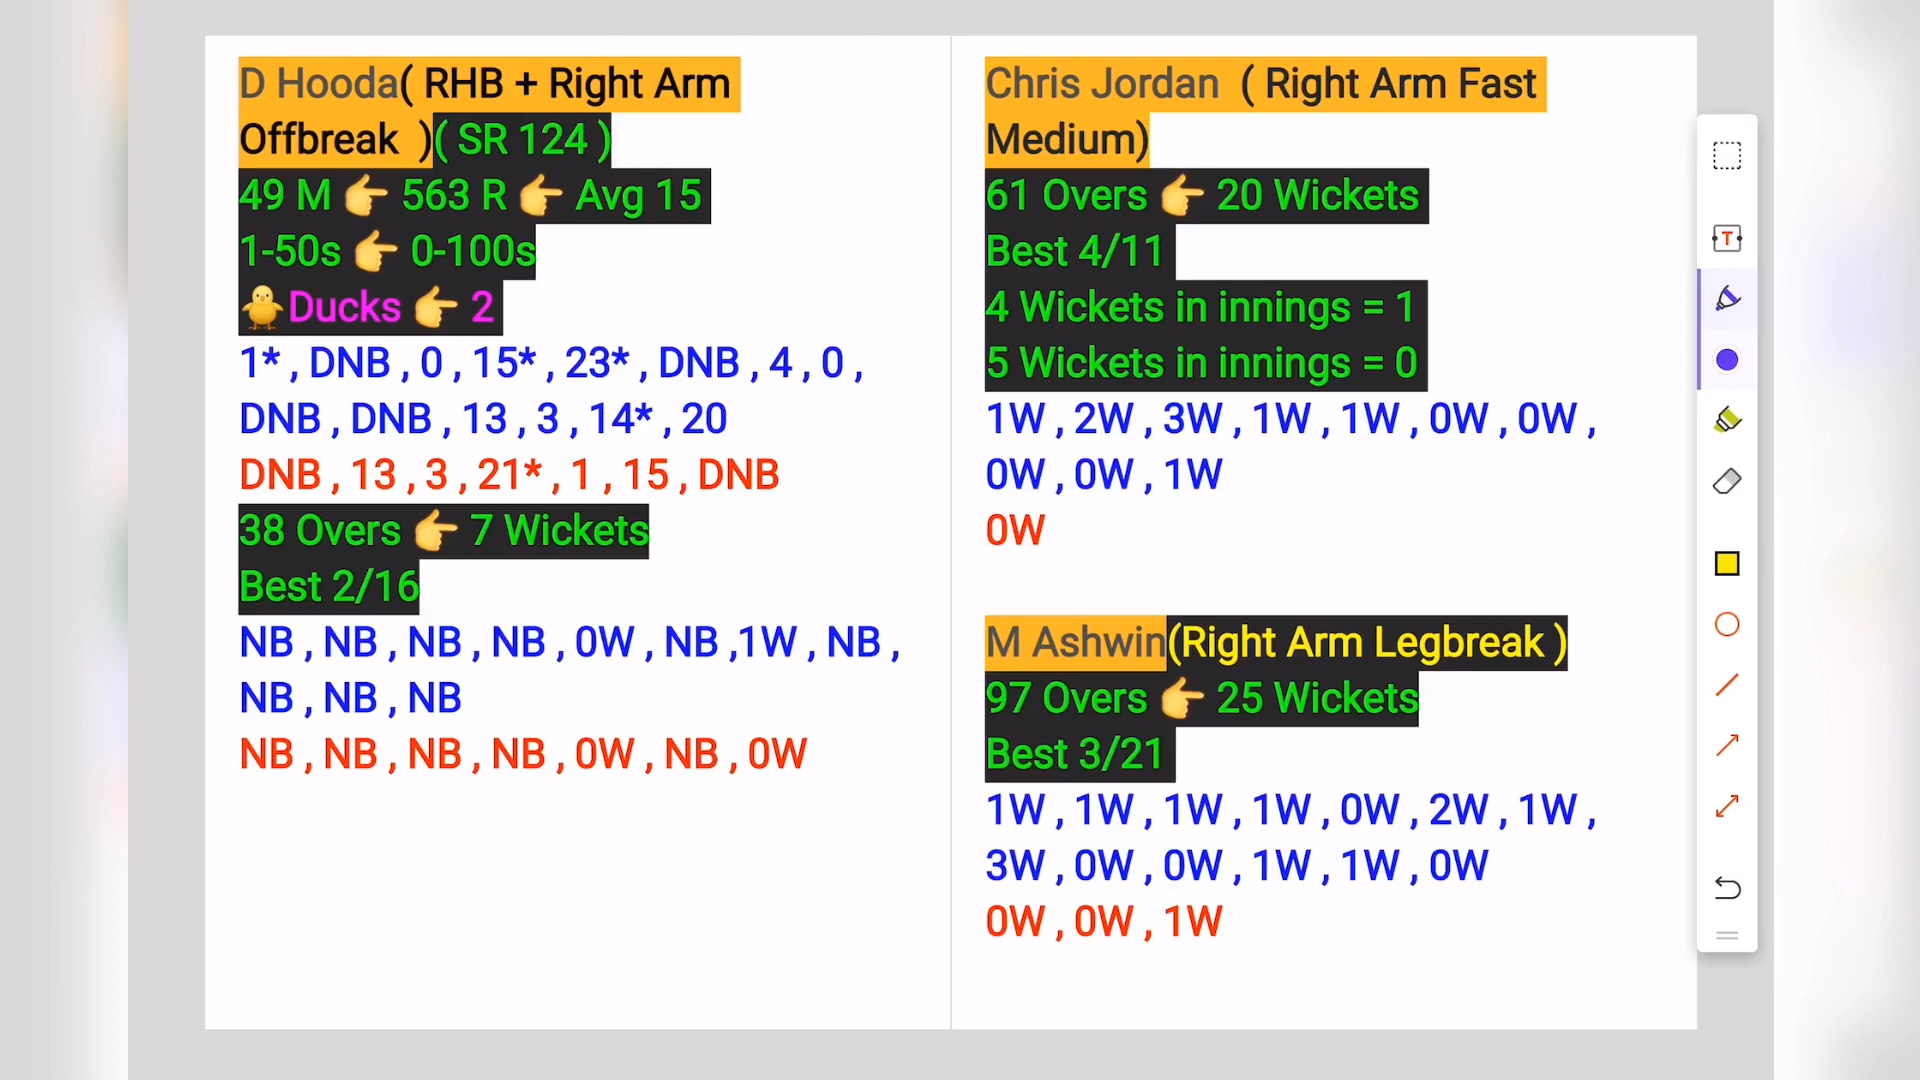 D Hooda( RHB + Right Arm
Offbreak )( SR 124 )
49 M 👉 563 R 👉 Avg 15
1-50s 👉 0-100s
🐥Ducks 👉 2
1* , DNB , 0 , 15* , 23* , DNB , 4 , 0 ,
DNB , DNB , 13 , 3 , 14* , 20
DNB , 13 , 3 , 21* , 1 , 15 , DNB
38 Overs 👉 7 Wickets
Best 2/16
NB , NB , NB , NB , 0W , NB ,1W , NB ,
NB , NB , NB
NB , NB , NB , NB , 0W , NB , 0W
Chris Jordan ( Right Arm Fast
Medium)
61 Overs 👉 20 Wickets
Best 4/11
4 Wickets in innings = 1
5 Wickets in innings = 0
1W , 2W , 3W , 1W , 1W , 0W , 0W ,
0W , 0W , 1W
0W
M Ashwin(Right Arm Legbreak )
97 Overs 👉 25 Wickets
Best 3/21
1W , 1W , 1W , 1W , 0W , 2W , 1W ,
3W , 0W , 0W , 1W , 1W , 0W
0W , 0W , 1W
T